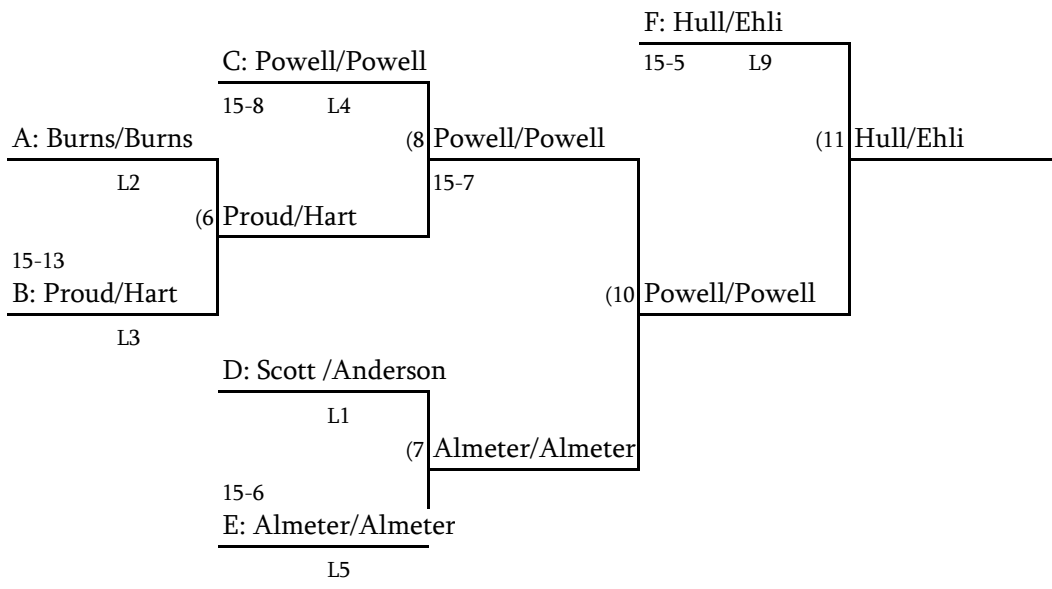 F: Hull/Ehli
15-5 L9
C: Powell/Powell
15-8 L4
A: Burns/Burns
(8 Powell/Powell
(11 Hull/Ehli
L2
15-7
(6 Proud/Hart
15-13
B: Proud/Hart
(10 Powell/Powell
L3
D: Scott /Anderson
L1
(7 Almeter/Almeter
15-6
E: Almeter/Almeter
L5